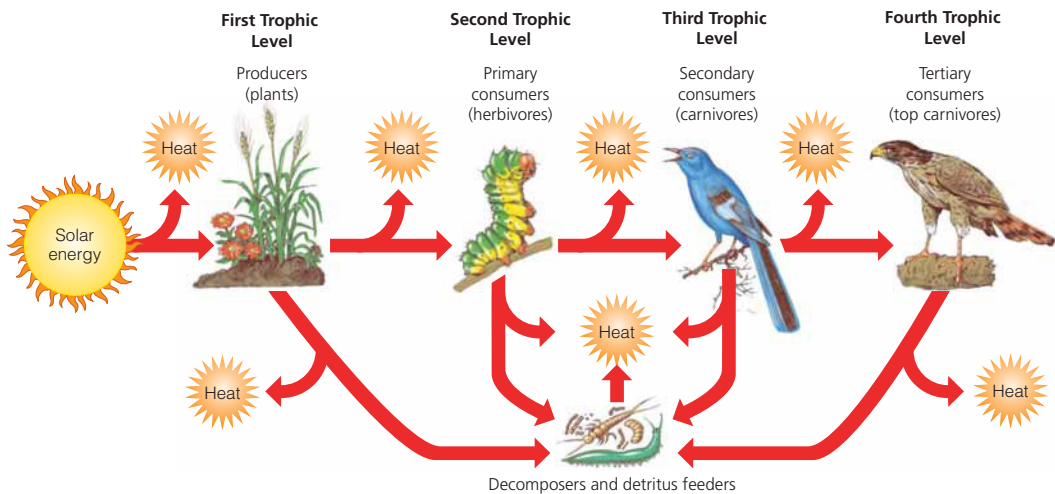 First Trophic
Level
Producers
(plants)
Second Trophic
Level
Primary
consumers
(herbivores)
Third Trophic
Level
Secondary
consumers
(carnivores)
Fourth Trophic
Level
Tertiary
consumers
(top carnivores)
Heat
Heat
Heat
Heat
Solar
energy
Heat
Heat
Heat
Decomposers and detritus feeders